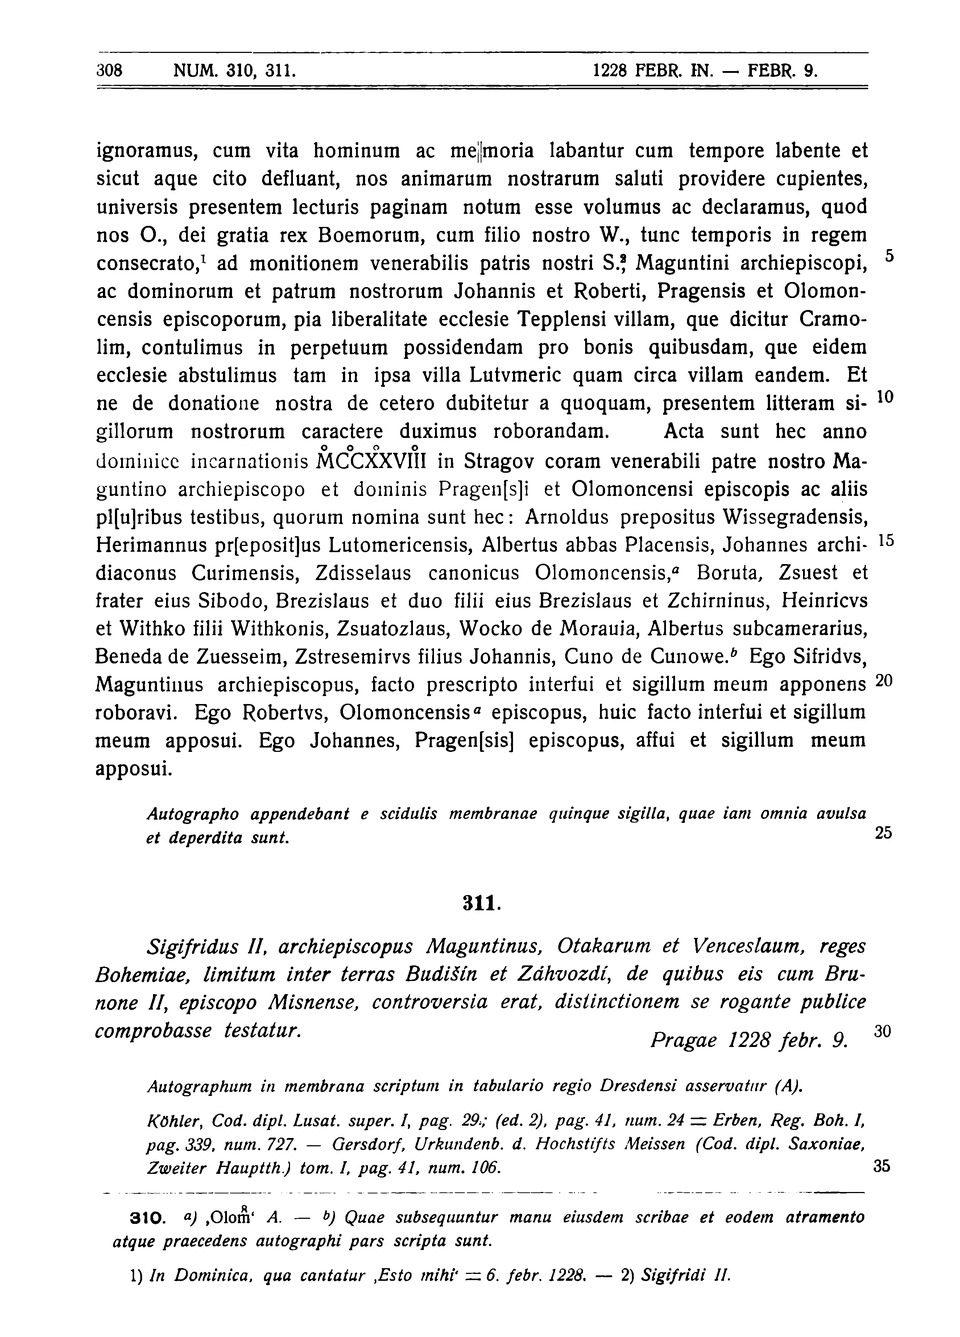 308 NUM. 310, 311. 1228 FEBR. IN. — FEBR. 9.
ignoramus, cum vita hominum ac me||moria labantur cum tempore labente et
sicut aque cito defluant, nos animarum nostrarum saluti providere cupientes,
universis presentem lecturis paginam notum esse volumus ac declaramus, quod
nos O., dei gratia rex Boemorum, cum filio nostro W., tunc temporis in regem
consecrato,¹ ad monitionem venerabilis patris nostri S.,² Maguntini archiepiscopi, 5
ac dominorum et patrum nostrorum Johannis et Roberti, Pragensis et Olomon-
censis episcoporum, pia liberalitate ecclesie Tepplensi villam, que dicitur Cramo-
lim, contulimus in perpetuum possidendam pro bonis quibusdam, que eidem
ecclesie abstulimus tam in ipsa villa Lutvmeric quam circa villam eandem. Et
ne de donatione nostra de cetero dubitetur a quoquam, presentem litteram si- 10
gillorum nostrorum caractere duximus roborandam. Acta sunt hec anno
dominice incarnationis M̊C̊C̊XXVIII̊ in Stragov coram venerabili patre nostro Ma-
guntino archiepiscopo et dominis Pragen[s]i et Olomoncensi episcopis ac aliis
pl[u]ribus testibus, quorum nomina sunt hec: Arnoldus prepositus Wissegradensis,
Herimannus pr[eposit]us Lutomericensis, Albertus abbas Placensis, Johannes archi- 15
diaconus Curimensis, Zdisselaus canonicus Olomoncensis,ᵃ Boruta, Zsuest et
frater eius Sibodo, Brezislaus et duo filii eius Brezislaus et Zchirninus, Heinricvs
et Withko filii Withkonis, Zsuatozlaus, Wocko de Morauia, Albertus subcamerarius,
Beneda de Zuesseim, Zstresemirvs filius Johannis, Cuno de Cunowe.ᵇ Ego Sifridvs,
Maguntinus archiepiscopus, facto prescripto interfui et sigillum meum apponens 20
roboravi. Ego Robertvs, Olomoncensisᵃ episcopus, huic facto interfui et sigillum
meum apposui. Ego Johannes, Pragen[sis] episcopus, affui et sigillum meum
apposui.
Autographo appendebant e scidulis membranae quinque sigilla, quae iam omnia avulsa
et deperdita sunt. 25
311.
Sigifridus II, archiepiscopus Maguntinus, Otakarum et Venceslaum, reges
Bohemiae, limitum inter terras Budišín et Záhvozdí, de quibus eis cum Bru-
none II, episcopo Misnense, controversia erat, distinctionem se rogante publice
comprobasse testatur. Pragae 1228 febr. 9. 30
Autographum in membrana scriptum in tabulario regio Dresdensi asservatur (A).
Köhler, Cod. dipl. Lusat. super. I, pag. 29.; (ed. 2), pag. 41, num. 24 = Erben, Reg. Boh. I,
pag. 339, num. 727. — Gersdorf, Urkundenb. d. Hochstifts Meissen (Cod. dipl. Saxoniae,
Zweiter Hauptth.) tom. I, pag. 41, num. 106. 35
310. a) ‚Olom̊‘ A. — b) Quae subsequuntur manu eiusdem scribae et eodem atramento
atque praecedens autographi pars scripta sunt.
1) In Dominica, qua cantatur ‚Esto mihi‘ = 6. febr. 1228. — 2) Sigifridi II.